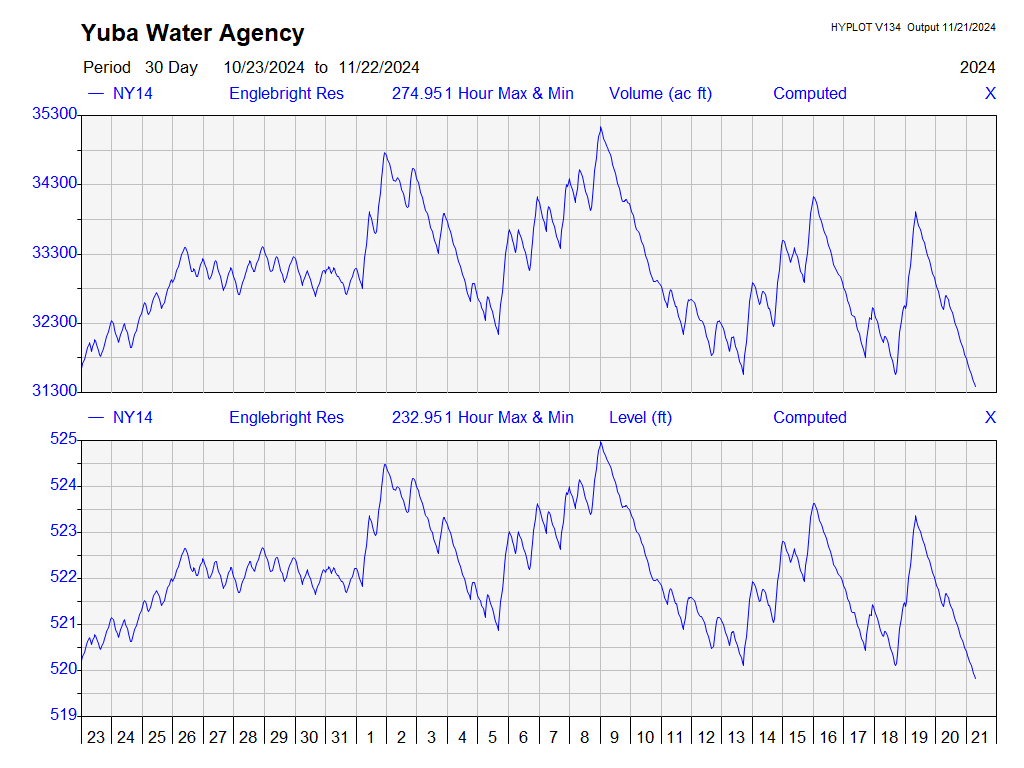 Yuba Water Agency
HYPLOT V134 Output 11/21/2024
Period 30 Day 10/23/2024 to 11/22/2024 2024
NY14 Englebright Res 274.951 Hour Max & Min Volume (ac ft) Computed X
35300
34300
33300
32300
31300
NY14 Englebright Res 232.951 Hour Max & Min Level (ft) Computed X
525
524
523
522
521
520
519
23 24 25 26 27 28 29 30 31 1 2 3 4 5 6 7 8 9 10 11 12 13 14 15 16 17 18 19 20 21